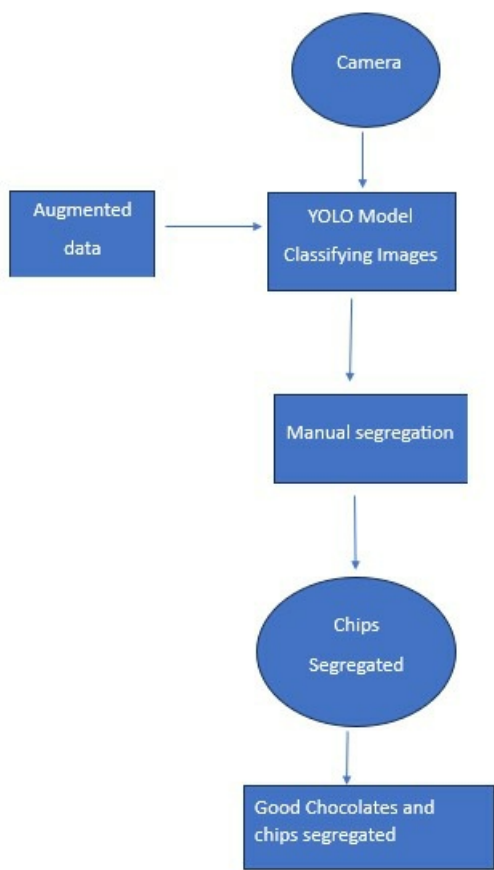 Camera
Augmented
data
YOLO Model
Classifying Images
Manual segregation
Chips
Segregated
Good Chocolates and
chips segregated